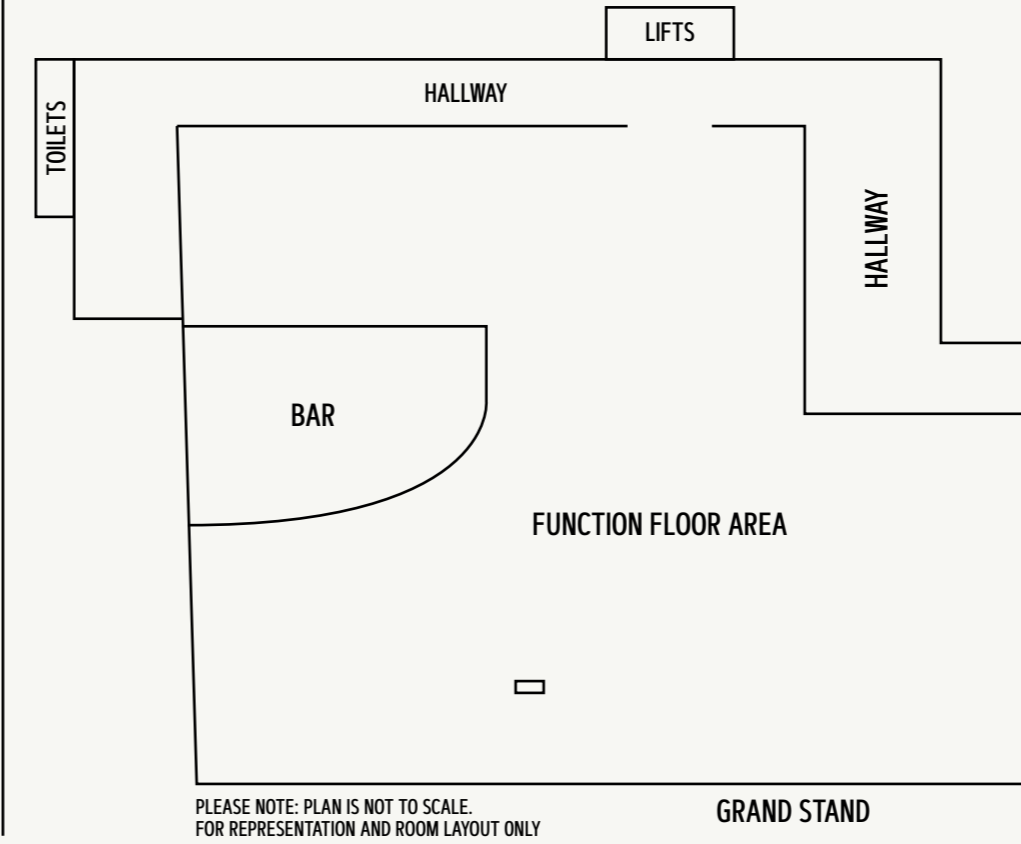 LIFTS
HALLWAY
TOILETS
HALLWAY
BAR
FUNCTION FLOOR AREA
PLEASE NOTE: PLAN IS NOT TO SCALE.
FOR REPRESENTATION AND ROOM LAYOUT ONLY
GRAND STAND